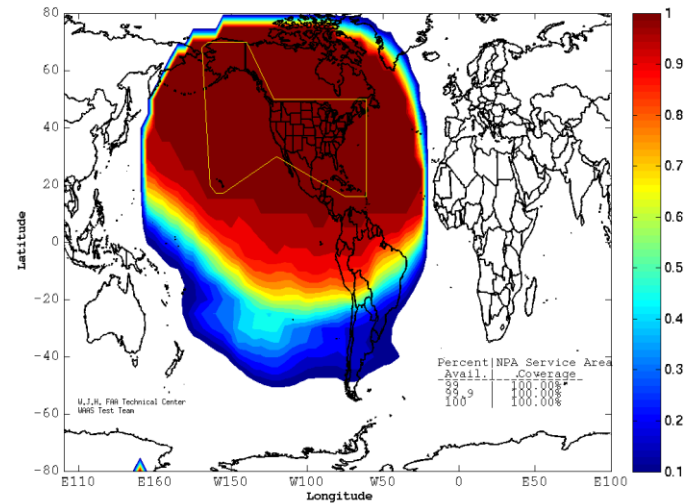 80
60
40
20
0
-20
-40
-60
-80
Latitude
E110 E160 W150 W100 W50 0 E50 E100
Longitude
W.J.H. FAA Technical Center
WAAS Test Team
Percent|NPA Service Area
Avail. | Coverage
99 | 100.00%
99.9 | 100.00%
100 | 100.00%
1
0.9
0.8
0.7
0.6
0.5
0.4
0.3
0.2
0.1